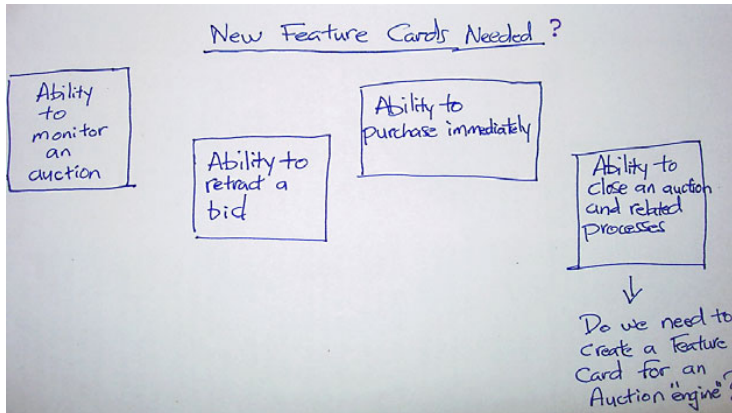 New Feature Cards Needed?
Ability
to
monitor
an
auction
Ability to
retract a
bid
Ability to
purchase immediately
Ability to
close an auction
and related
processes
Do we need to
create a Feature
Card for an
Auction "engine"?